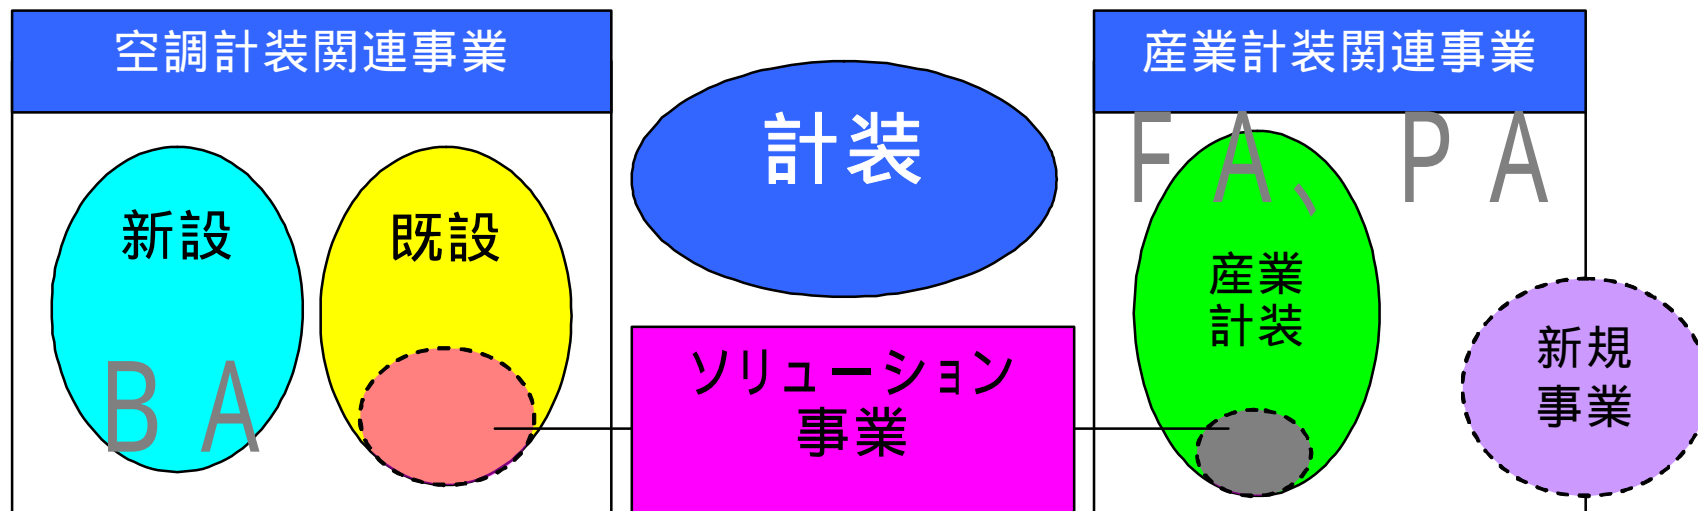 空調計装関連事業
新設
既設
BA
計装
ソリューション
事業
産業計装関連事業
FA、PA
産業
計装
新規
事業